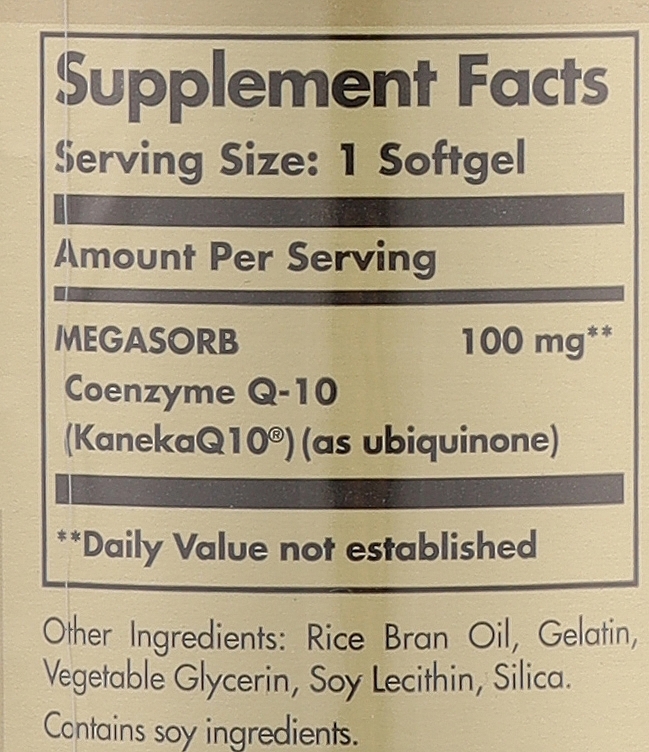 Supplement Facts
Serving Size: 1 Softgel
Amount Per Serving
MEGASORB 100 mg**
Coenzyme Q-10
(KanekaQ10®) (as ubiquinone)
**Daily Value not established
Other Ingredients: Rice Bran Oil, Gelatin,
Vegetable Glycerin, Soy Lecithin, Silica.
Contains soy ingredients.